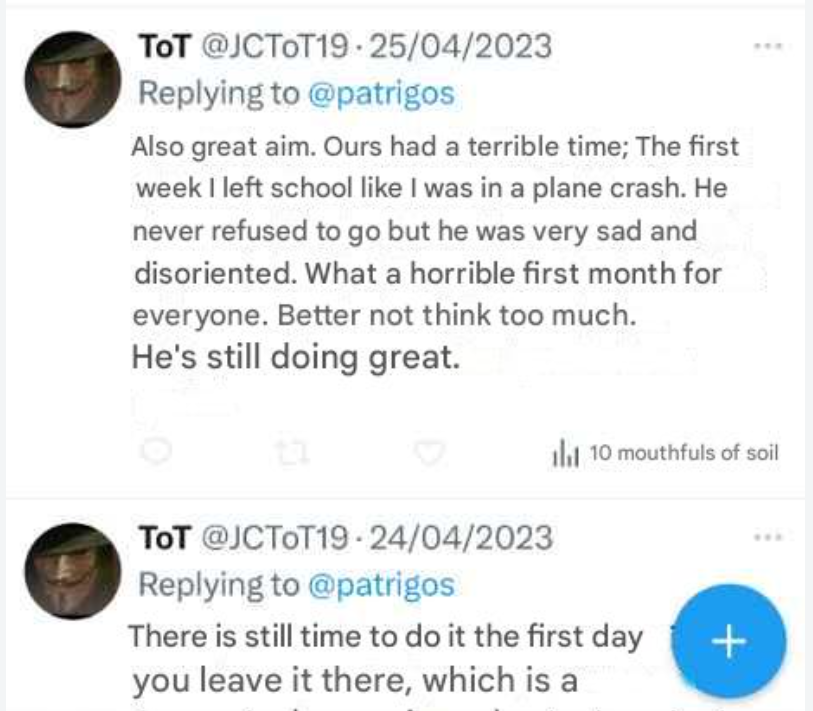 ToT @JCToT19 · 25/04/2023
Replying to @patrigos
Also great aim. Ours had a terrible time; The first
week I left school like I was in a plane crash. He
never refused to go but he was very sad and
disoriented. What a horrible first month for
everyone. Better not think too much.
He's still doing great.
10 mouthfuls of soil
ToT @JCToT19 · 24/04/2023
Replying to @patrigos
There is still time to do it the first day
you leave it there, which is a